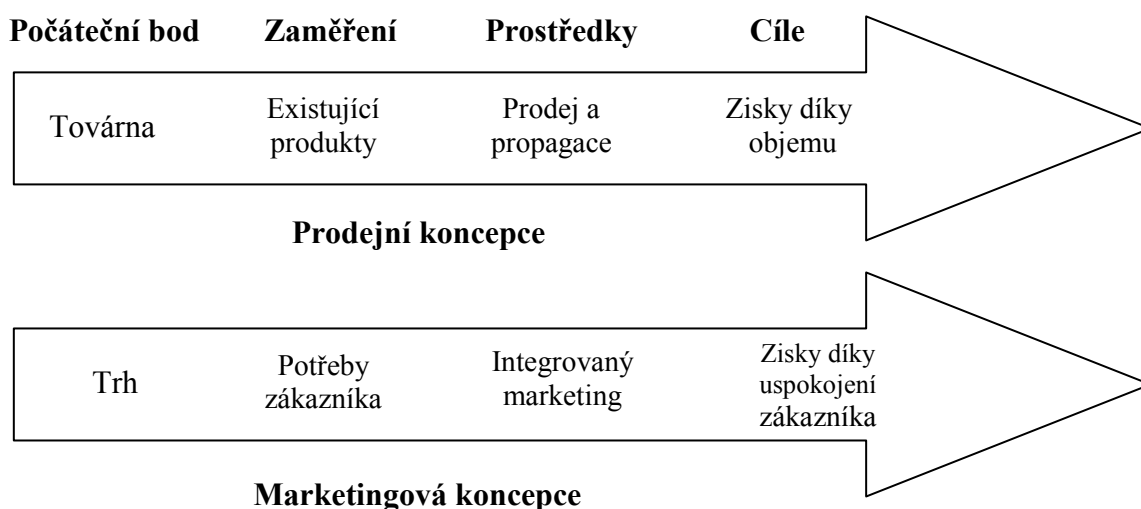 Počáteční bod Zaměření Prostředky Cíle
Továrna
Existující
produkty
Prodej a
propagace
Zisky díky
objemu
Prodejní koncepce
Trh
Potřeby
zákazníka
Integrovaný
marketing
Zisky díky
uspokojení
zákazníka
Marketingová koncepce